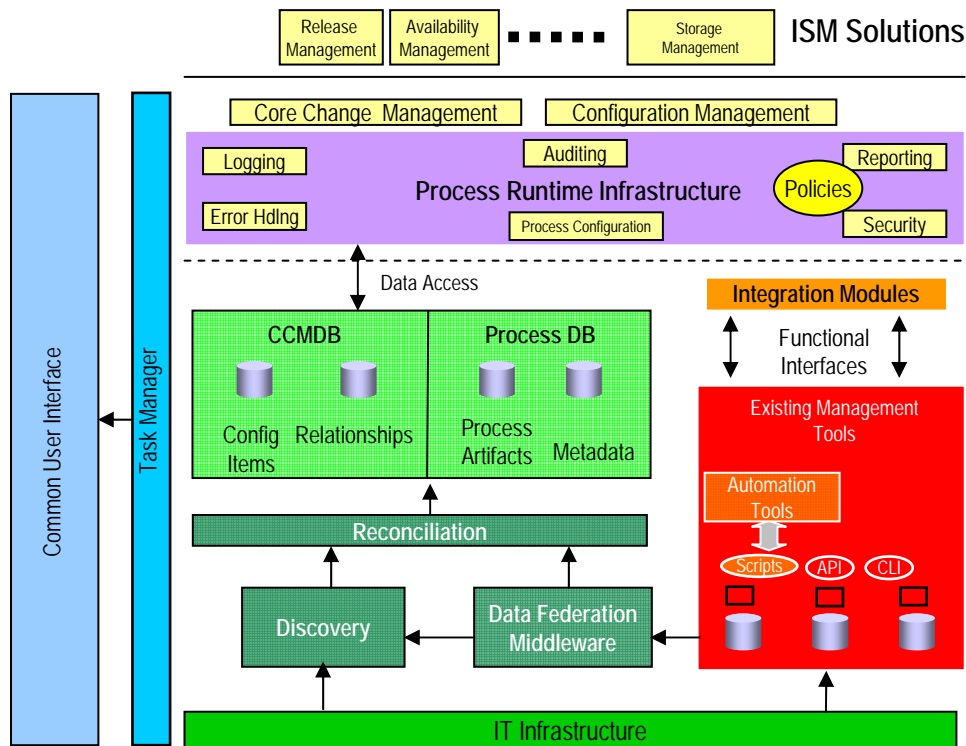 Release
Management
Availability
Management
Storage
Management
ISM Solutions
Core Change Management
Configuration Management
Logging
Auditing
Reporting
Process Runtime Infrastructure
Policies
Error Hdlng
Process Configuration
Security
Data Access
Integration Modules
Functional
Interfaces
CCMDB
Process DB
Config
Items
Relationships
Process
Artifacts
Metadata
Existing Management
Tools
Automation
Tools
Scripts
API
CLI
Reconciliation
Discovery
Data Federation
Middleware
IT Infrastructure
Common User Interface
Task Manager